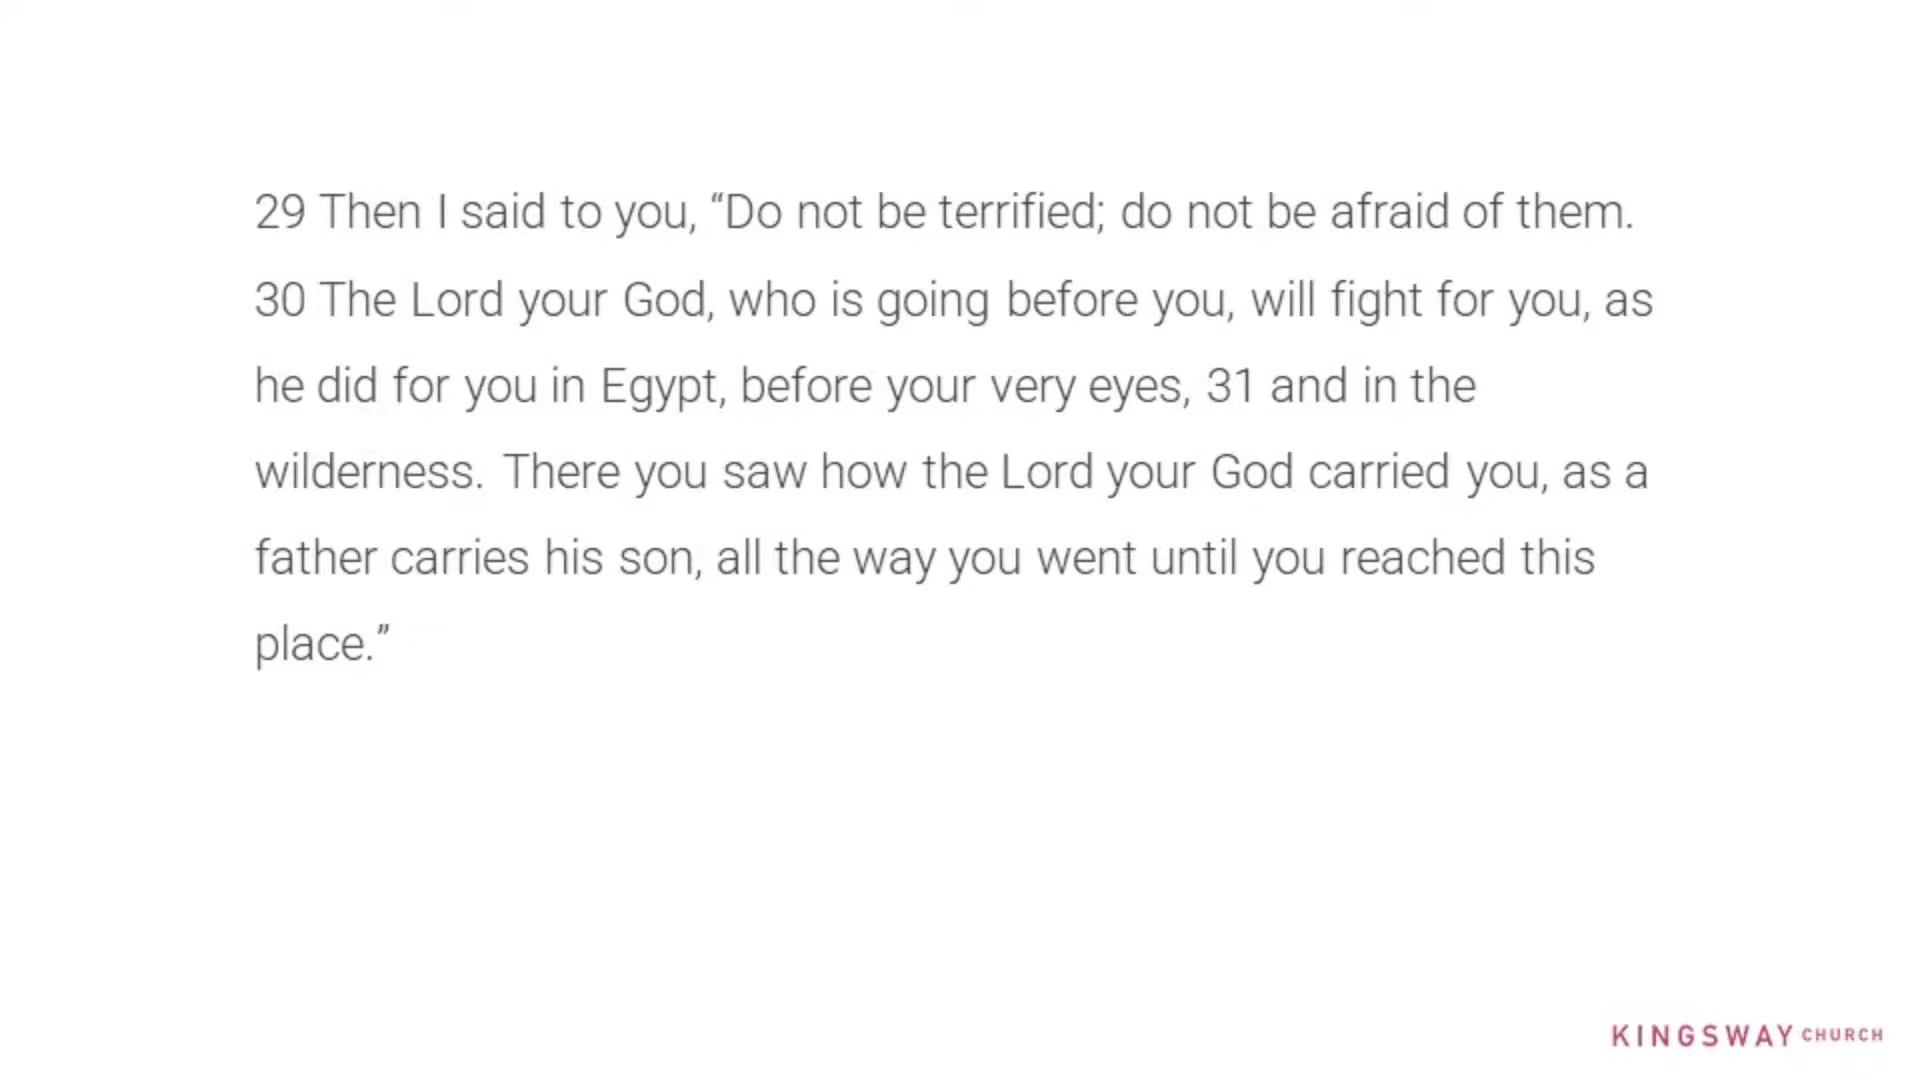 29 Then I said to you, “Do not be terrified; do not be afraid of them.
30 The Lord your God, who is going before you, will fight for you, as
he did for you in Egypt, before your very eyes, 31 and in the
wilderness. There you saw how the Lord your God carried you, as a
father carries his son, all the way you went until you reached this
place.”
KINGSWAY CHURCH